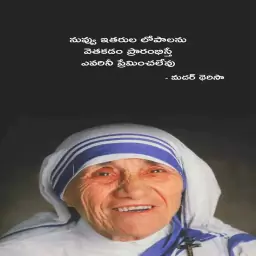 నువ్వు ఇతరుల లోపాలను
వెతకడం ప్రారంభిస్తే
ఎవరినీ ప్రేమించలేవు
- మదర్ థెరిసా